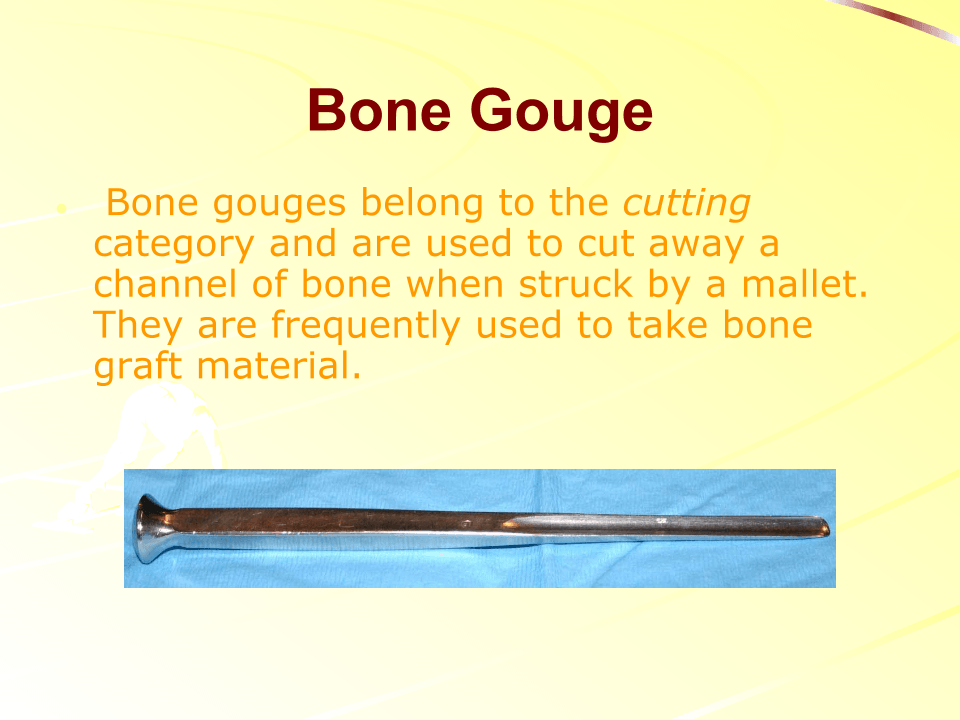 Bone Gouge
• Bone gouges belong to the cutting
category and are used to cut away a
channel of bone when struck by a mallet.
They are frequently used to take bone
graft material.